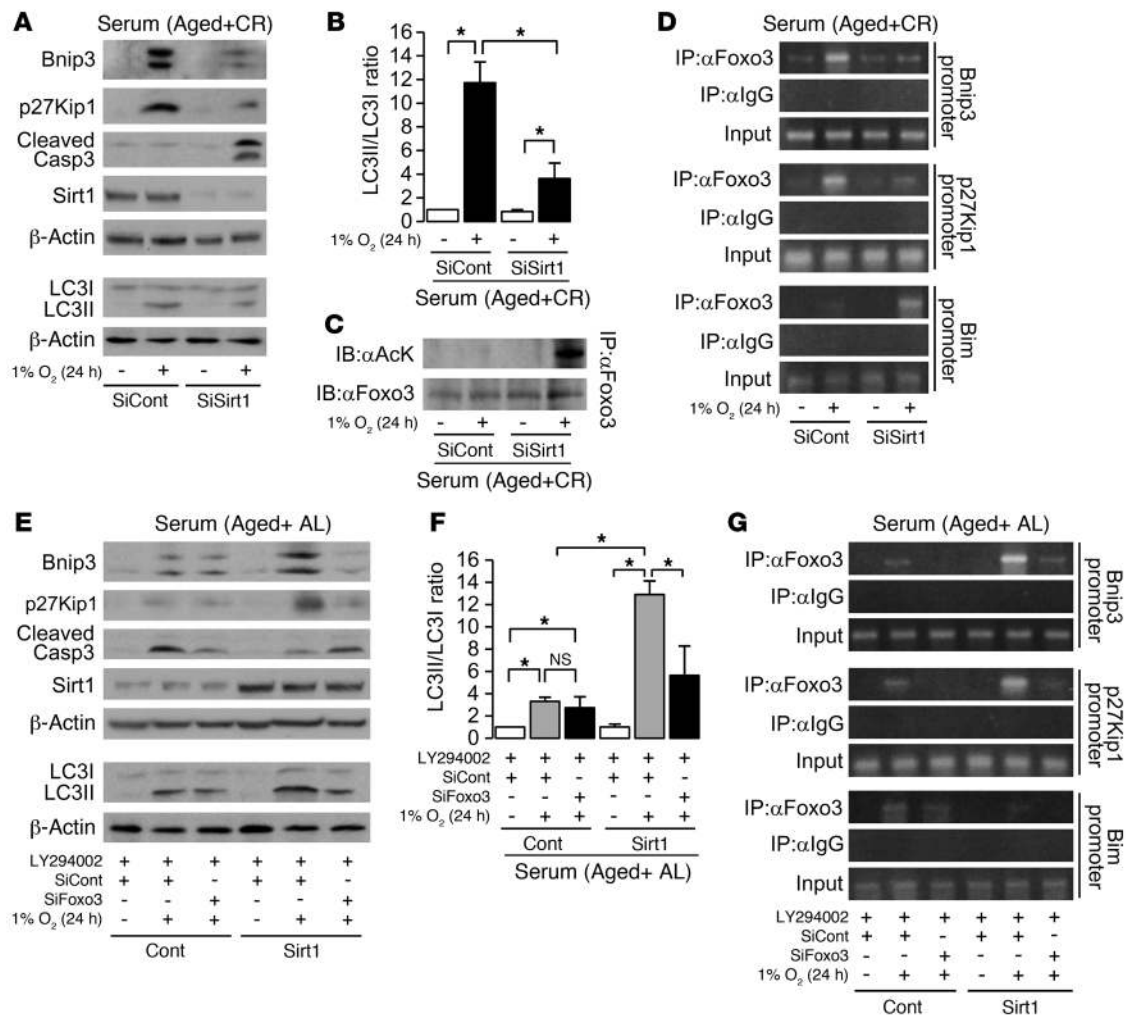 A
Serum (Aged+CR)
Bnip3
p27Kip1
Cleaved
Casp3
Sirt1
β-Actin
LC3I
LC3II
β-Actin
1% O2 (24 h) - + - +
SiCont SiSirt1
B
LC3II/LC3I ratio
16
14
12
10
8
6
4
2
0
* * *
1% O2 (24 h) - + - +
SiCont SiSirt1
Serum (Aged+CR)
C
IB:αAcK
IB:αFoxo3
IP:αFoxo3
1% O2 (24 h) - + - +
SiCont SiSirt1
Serum (Aged+CR)
D
Serum (Aged+CR)
IP:αFoxo3
IP:αIgG
Input
Bnip3
promoter
IP:αFoxo3
IP:αIgG
Input
p27Kip1
promoter
IP:αFoxo3
IP:αIgG
Input
Bim
promoter
1% O2 (24 h) - + - +
SiCont SiSirt1
E
Serum (Aged+ AL)
Bnip3
p27Kip1
Cleaved
Casp3
Sirt1
β-Actin
LC3I
LC3II
β-Actin
LY294002 + + + + + +
SiCont + + - + + -
SiFoxo3 - - + - - +
1% O2 (24 h) - + + - + +
Cont Sirt1
F
LC3II/LC3I ratio
16
14
12
10
8
6
4
2
0
*
* *
*
* NS
LY294002 + + + + + +
SiCont + + - + + -
SiFoxo3 - - + - - +
1% O2 (24 h) - + + - + +
Cont Sirt1
Serum (Aged+ AL)
G
Serum (Aged+ AL)
IP:αFoxo3
IP:αIgG
Input
Bnip3
promoter
IP:αFoxo3
IP:αIgG
Input
p27Kip1
promoter
IP:αFoxo3
IP:αIgG
Input
Bim
promoter
LY294002 + + + + + +
SiCont + + - + + -
SiFoxo3 - - + - - +
1% O2 (24 h) - + + - + +
Cont Sirt1